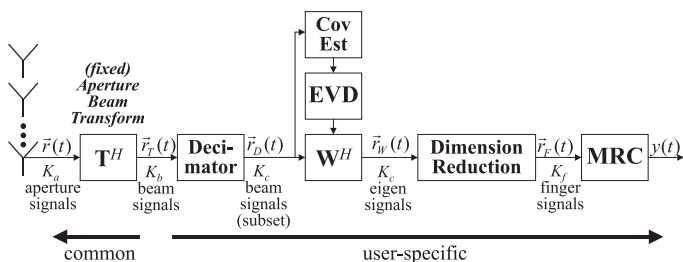 Cov
Est
EVD
(fixed)
Aperture
Beam
Transform
r⃗(t)
K_a
aperture
signals
T^H
r⃗_T(t)
K_b
beam
signals
Deci-
mator
r⃗_D(t)
K_c
beam
signals
(subset)
W^H
r⃗_W(t)
K_c
eigen
signals
Dimension
Reduction
r⃗_F(t)
K_f
finger
signals
MRC
y(t)
common
user-specific